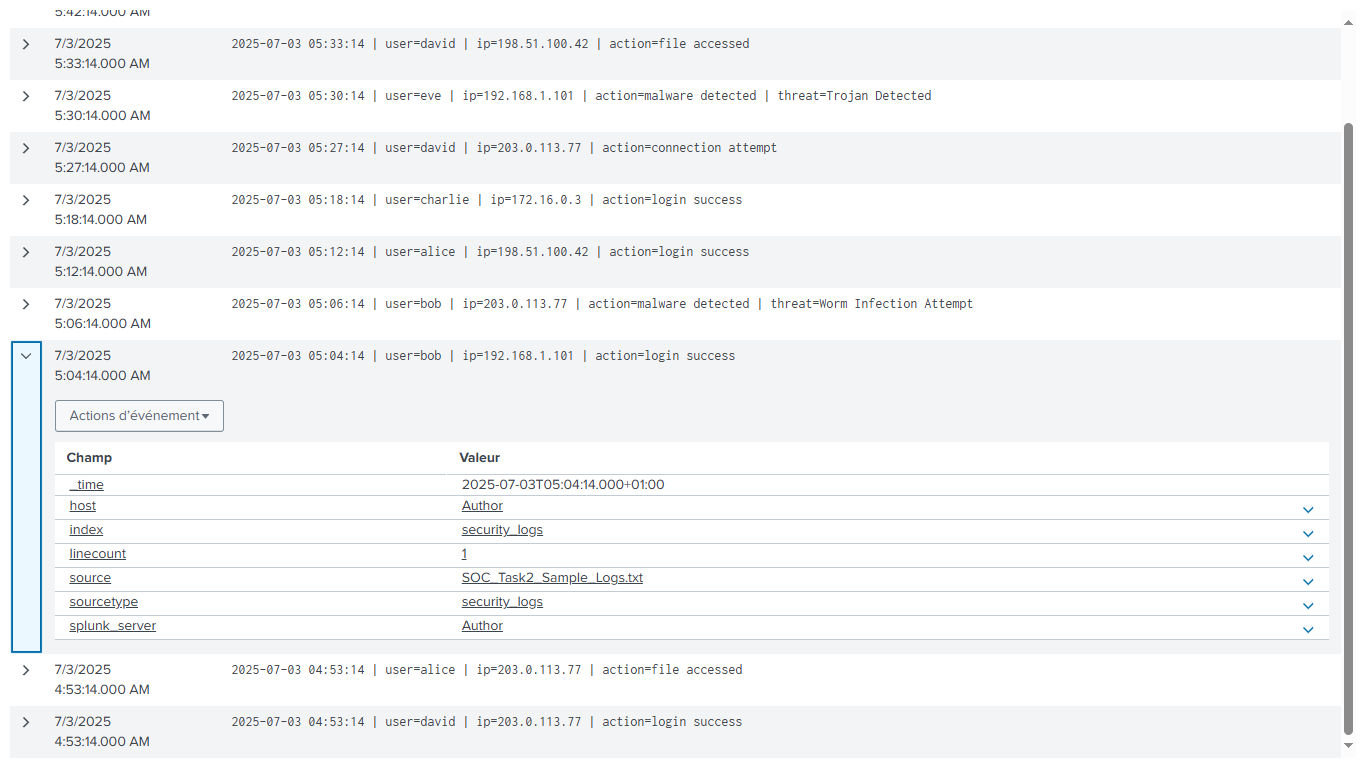 5:42:14.000 AM
7/3/2025 2025-07-03 05:33:14 | user=david | ip=198.51.100.42 | action=file accessed
5:33:14.000 AM
7/3/2025 2025-07-03 05:30:14 | user=eve | ip=192.168.1.101 | action=malware detected | threat=Trojan Detected
5:30:14.000 AM
7/3/2025 2025-07-03 05:27:14 | user=david | ip=203.0.113.77 | action=connection attempt
5:27:14.000 AM
7/3/2025 2025-07-03 05:18:14 | user=charlie | ip=172.16.0.3 | action=login success
5:18:14.000 AM
7/3/2025 2025-07-03 05:12:14 | user=alice | ip=198.51.100.42 | action=login success
5:12:14.000 AM
7/3/2025 2025-07-03 05:06:14 | user=bob | ip=203.0.113.77 | action=malware detected | threat=Worm Infection Attempt
5:06:14.000 AM
7/3/2025 2025-07-03 05:04:14 | user=bob | ip=192.168.1.101 | action=login success
5:04:14.000 AM
Actions d'événement
Champ Valeur
_time 2025-07-03T05:04:14.000+01:00
host Author
index security_logs
linecount 1
source SOC_Task2_Sample_Logs.txt
sourcetype security_logs
splunk_server Author
7/3/2025 2025-07-03 04:53:14 | user=alice | ip=203.0.113.77 | action=file accessed
4:53:14.000 AM
7/3/2025 2025-07-03 04:53:14 | user=david | ip=203.0.113.77 | action=login success
4:53:14.000 AM